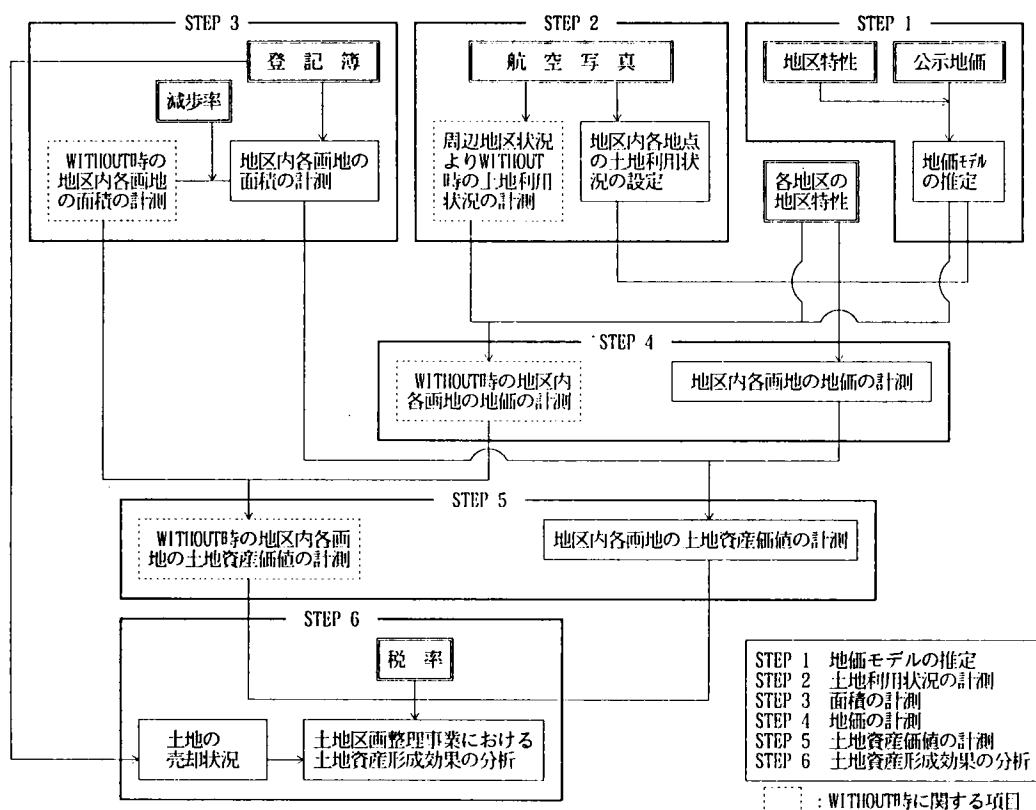 STEP 3
登記簿
減歩率
WITHOUT時の
地区内各画地
の面積の計測
地区内各画地の
面積の計測
STEP 2
航空写真
周辺地区状況
よりWITHOUT
時の土地利用
状況の計測
地区内各地点
の土地利用状
況の設定
STEP 1
地区特性
公示地価
地価モデル
の推定
各地区の
地区特性
STEP 4
WITHOUT時の地区内
各画地の地価の計測
地区内各画地の地価の計測
STEP 5
WITHOUT時の地区内各画
地の土地資産価値の計測
地区内各画地の土地資産価値の計測
STEP 6
税率
土地の
売却状況
土地区画整理事業における
土地資産形成効果の分析
STEP 1 地価モデルの推定
STEP 2 土地利用状況の計測
STEP 3 面積の計測
STEP 4 地価の計測
STEP 5 土地資産価値の計測
STEP 6 土地資産形成効果の分析
:WITHOUT時に関する項目